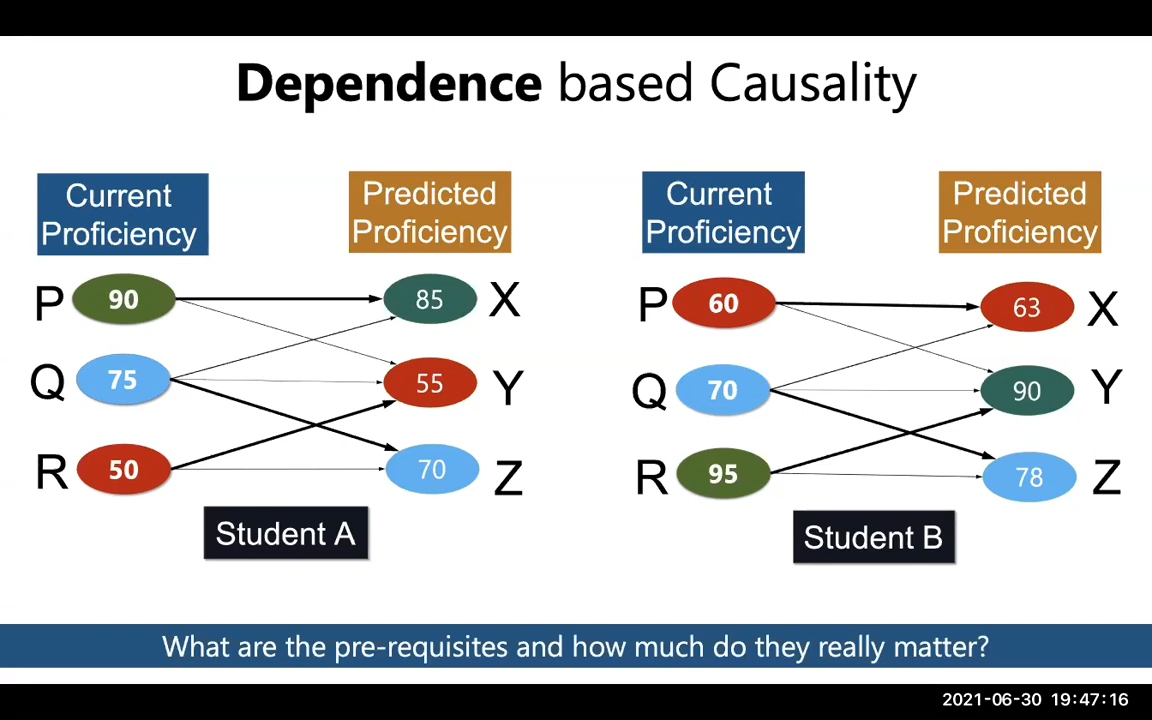 Dependence based Causality
Current
Proficiency
Predicted
Proficiency
P 90 85 X
Q 75 55 Y
R 50 70 Z
Student A
Current
Proficiency
Predicted
Proficiency
P 60 63 X
Q 70 90 Y
R 95 78 Z
Student B
What are the pre-requisites and how much do they really matter?
2021-06-30 19:47:16